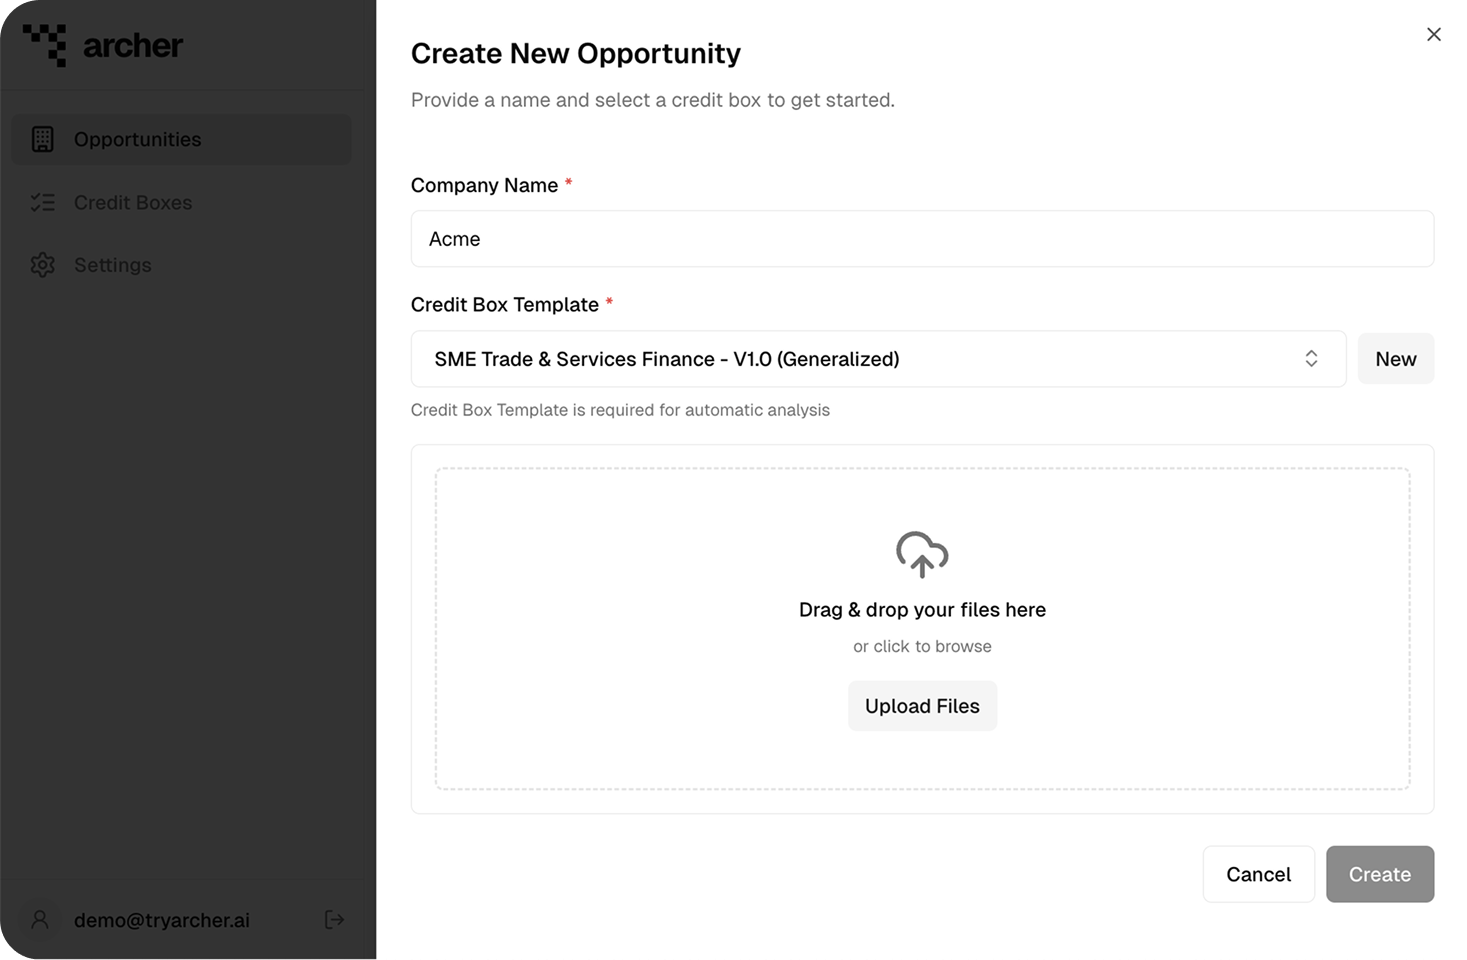 archer
Opportunities
Credit Boxes
Settings
demo@tryarcher.ai
Create New Opportunity
Provide a name and select a credit box to get started.
Company Name *
Acme
Credit Box Template *
SME Trade & Services Finance - V1.0 (Generalized)
New
Credit Box Template is required for automatic analysis
Drag & drop your files here
or click to browse
Upload Files
Cancel
Create